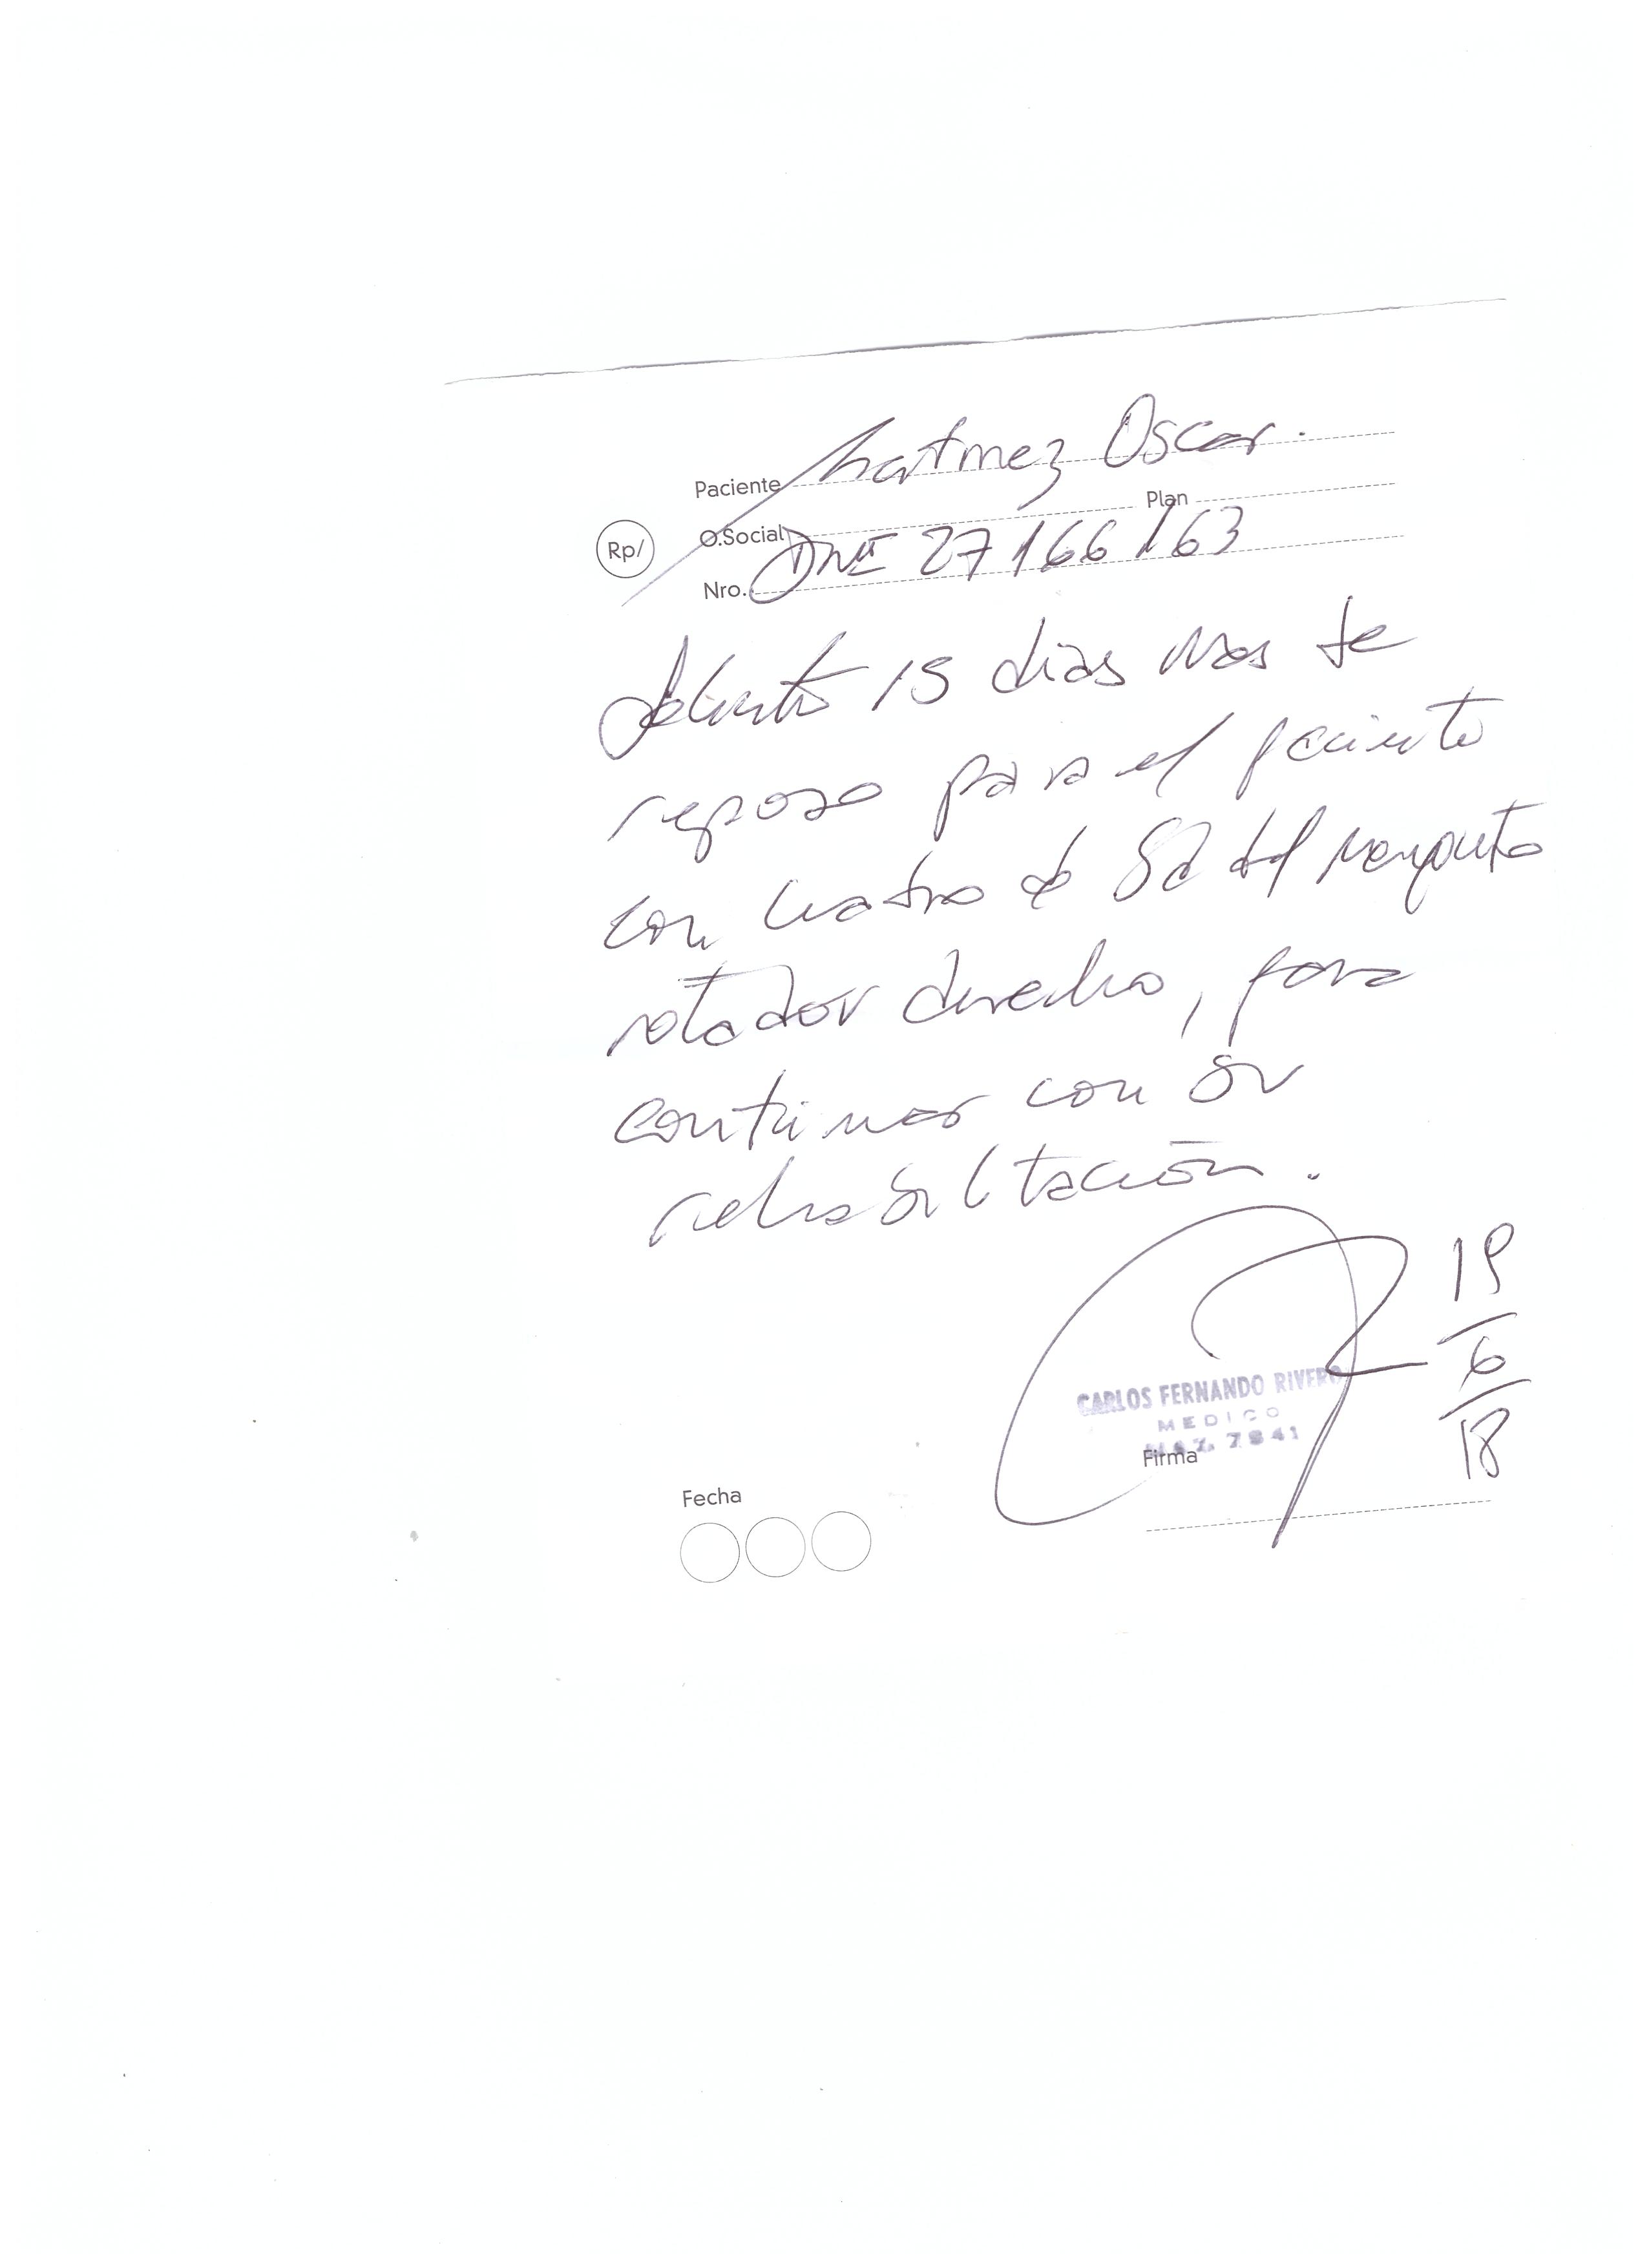 Paciente Martinez Oscar.
Plan
O.Social
Rp/
Nro. DNI 27166163
Solicito 15 dias mas de
reposo para el paciente
con cuadro de Sd del manguito
rotador derecho, para
continuar con su
rehabilitación.
19
6
18
CARLOS FERNANDO RIVERO
MEDICO
MAT. 7841
Firma
Fecha